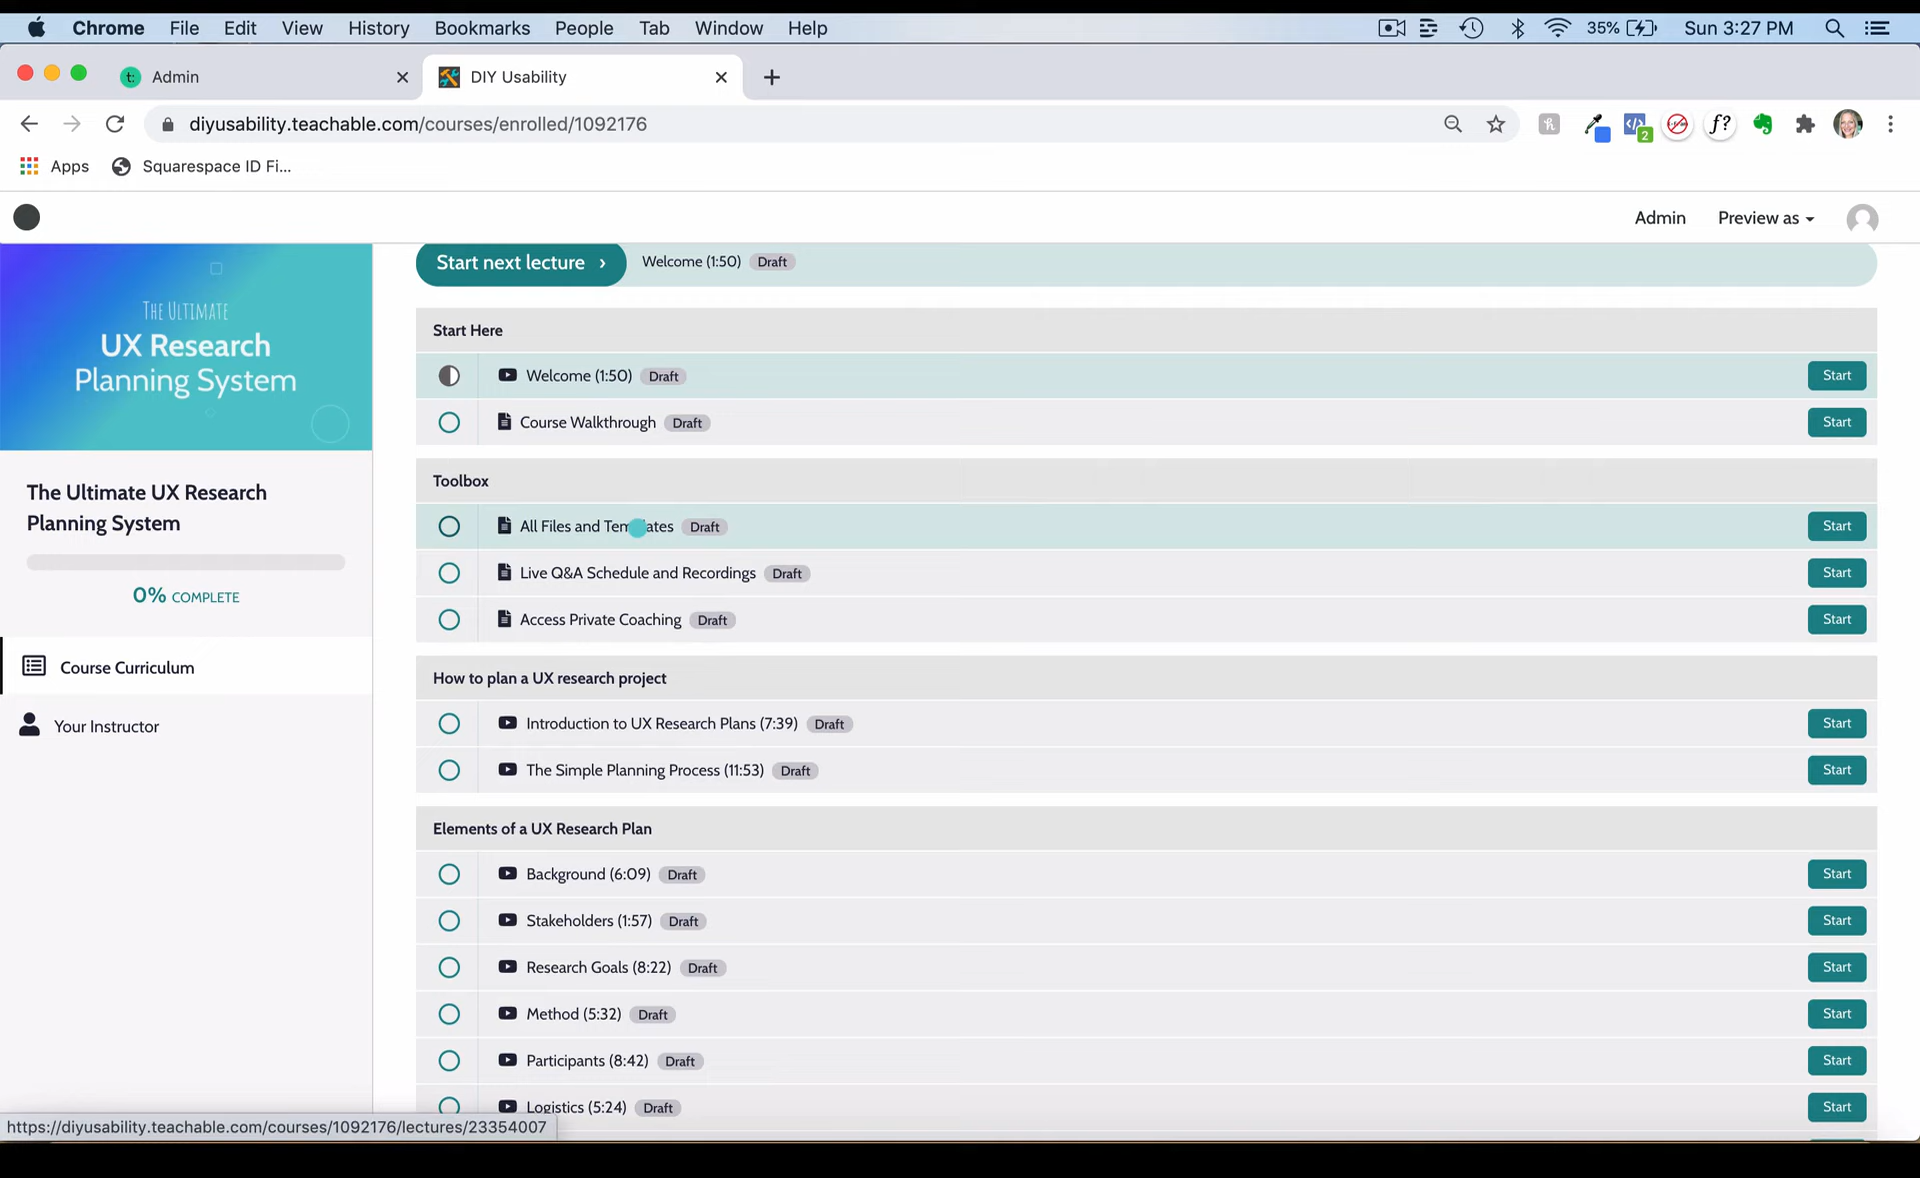 Chrome File Edit View History Bookmarks People Tab Window Help 35% Sun 3:27 PM
t: Admin DIY Usability
diyusability.teachable.com/courses/enrolled/1092176 f? 2
Apps Squarespace ID Fi...
Admin Preview as
THE ULTIMATE
UX Research
Planning System
The Ultimate UX Research
Planning System
0% COMPLETE
Course Curriculum
Your Instructor
Start next lecture › Welcome (1:50) Draft
Start Here
Welcome (1:50) Draft Start
Course Walkthrough Draft Start
Toolbox
All Files and Templates Draft Start
Live Q&A Schedule and Recordings Draft Start
Access Private Coaching Draft Start
How to plan a UX research project
Introduction to UX Research Plans (7:39) Draft Start
The Simple Planning Process (11:53) Draft Start
Elements of a UX Research Plan
Background (6:09) Draft Start
Stakeholders (1:57) Draft Start
Research Goals (8:22) Draft Start
Method (5:32) Draft Start
Participants (8:42) Draft Start
Logistics (5:24) Draft Start
https://diyusability.teachable.com/courses/1092176/lectures/23354007